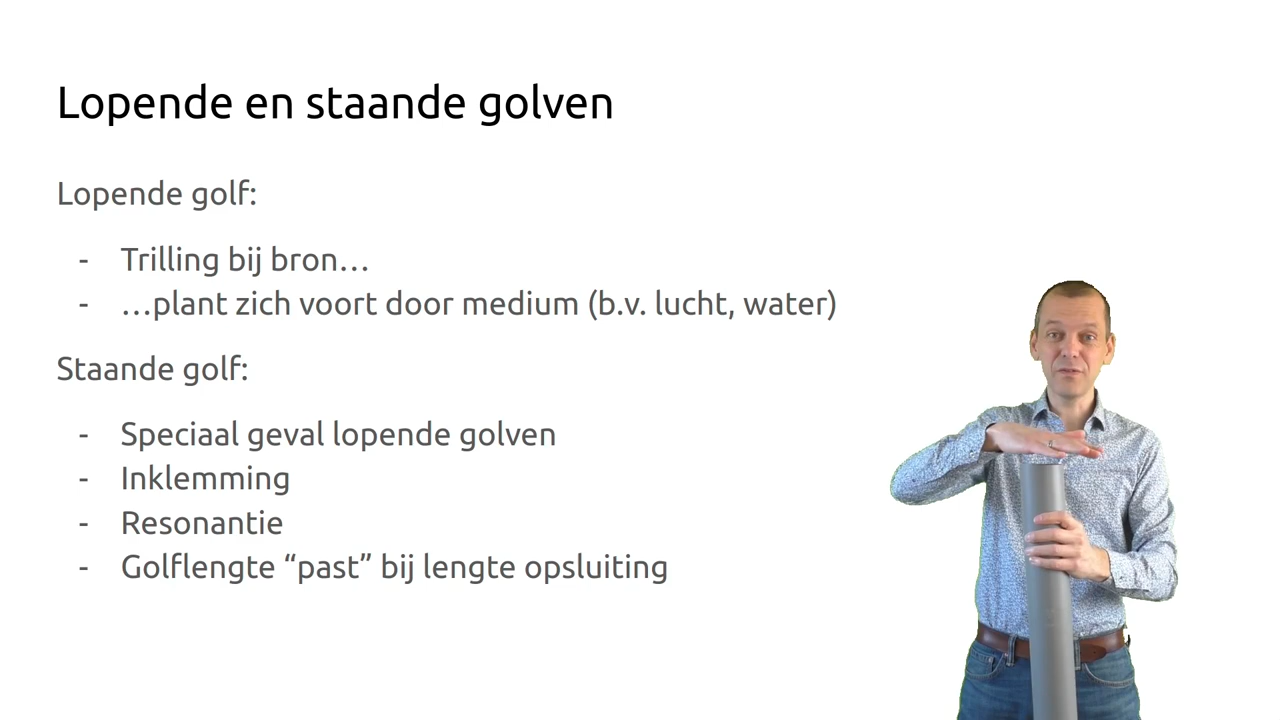 Lopende en staande golven
Lopende golf:
- Trilling bij bron…
- …plant zich voort door medium (b.v. lucht, water)
Staande golf:
- Speciaal geval lopende golven
- Inklemming
- Resonantie
- Golflengte “past” bij lengte opsluiting